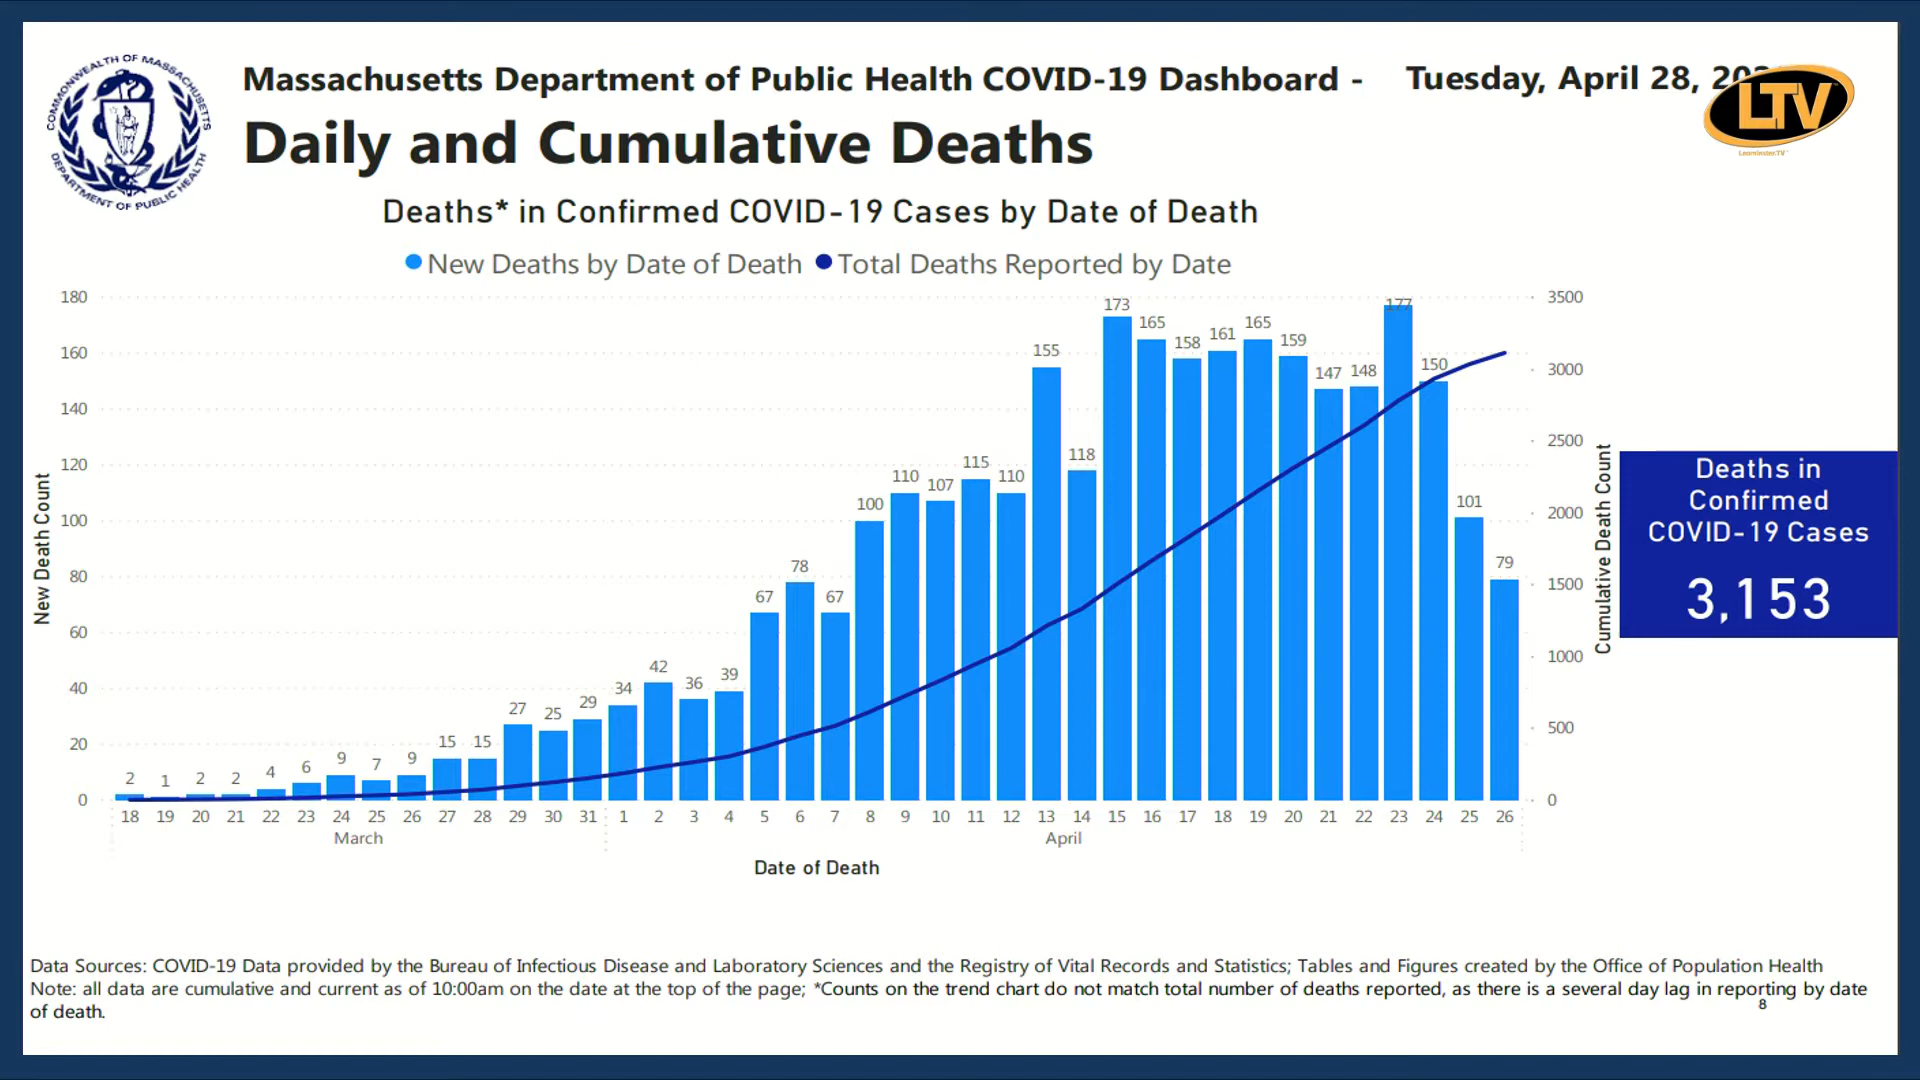 COMMONWEALTH OF MASSACHUSETTS
DEPARTMENT OF PUBLIC HEALTH
Massachusetts Department of Public Health COVID-19 Dashboard - Tuesday, April 28,
LTV
Daily and Cumulative Deaths
Deaths* in Confirmed COVID-19 Cases by Date of Death
New Deaths by Date of Death Total Deaths Reported by Date
New Death Count
180
160
140
120
100
80
60
40
20
0
2 1 2 2 4 6 9 7 9 15 15 27 25 29 34 42 36 39 67 78 67 100 110 107 115 110 155 118 173 165 158 161 165 159 147 148 177 150 101 79
18 19 20 21 22 23 24 25 26 27 28 29 30 31 1 2 3 4 5 6 7 8 9 10 11 12 13 14 15 16 17 18 19 20 21 22 23 24 25 26
March April
Date of Death
3500
3000
2500
2000
1500
1000
500
0
Cumulative Death Count
Deaths in
Confirmed
COVID-19 Cases
3,153
Data Sources: COVID-19 Data provided by the Bureau of Infectious Disease and Laboratory Sciences and the Registry of Vital Records and Statistics; Tables and Figures created by the Office of Population Health
Note: all data are cumulative and current as of 10:00am on the date at the top of the page; *Counts on the trend chart do not match total number of deaths reported, as there is a several day lag in reporting by date
of death.
8